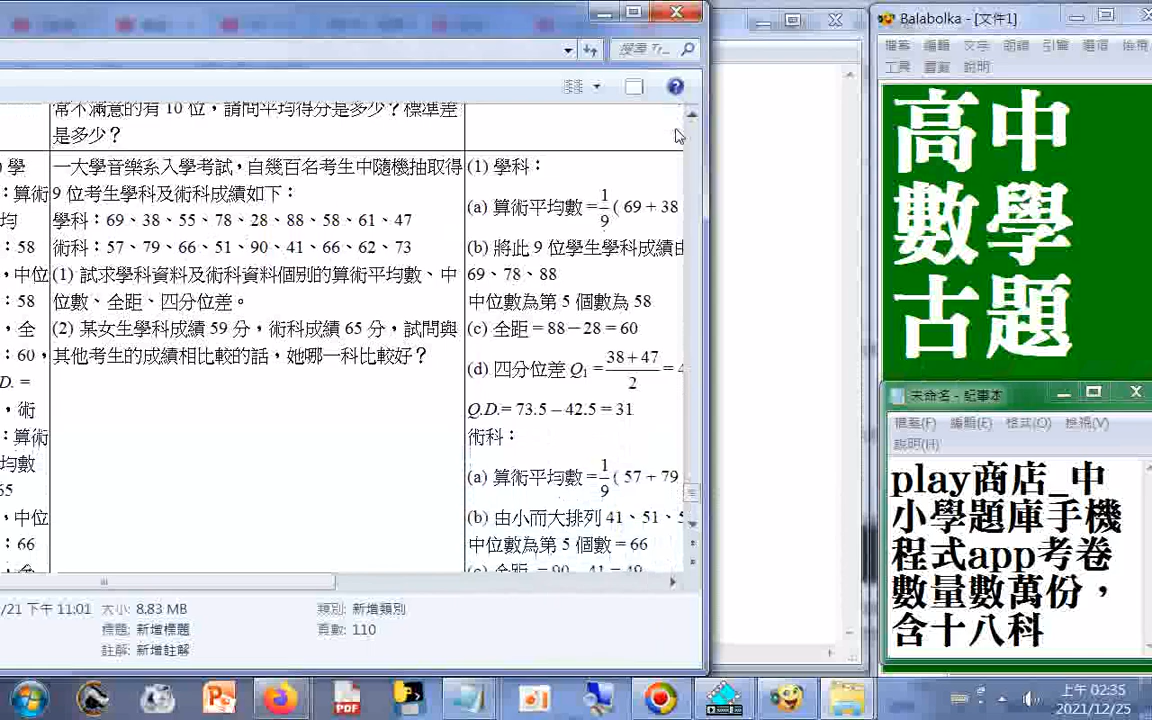 Balabolka - [文件1]
檔案 編輯 文字 朗讀 引覽 選項 檢視
工具 書籤 說明
高中
數學
古題
搜尋 Tr...
常不滿意的有 10 位，請問平均得分是多少？標準差
是多少？
學
：算術
均
：58
，中位
：58
，全
：60，
D. =
，術
：算術
均數
65
，中位
：66
一大學音樂系入學考試，自幾百名考生中隨機抽取得
9 位考生學科及術科成績如下：
學科：69、38、55、78、28、88、58、61、47
術科：57、79、66、51、90、41、66、62、73
(1) 試求學科資料及術科資料個別的算術平均數、中
位數、全距、四分位差。
(2) 某女生學科成績 59 分，術科成績 65 分，試問與
其他考生的成績相比較的話，她哪一科比較好？
(1) 學科：
(a) 算術平均數 = 1/9 ( 69 + 38
(b) 將此 9 位學生學科成績由
69、78、88
中位數為第 5 個數為 58
(c) 全距 = 88 − 28 = 60
(d) 四分位差 Q1 = (38 + 47)/2 = 4
Q.D.= 73.5 – 42.5 = 31
術科：
(a) 算術平均數 = 1/9 ( 57 + 79
(b) 由小而大排列 41、51、5
中位數為第 5 個數 = 66
(c) 全距 = 90 − 41 = 49
未命名 - 記事本
檔案(F) 編輯(E) 格式(O) 檢視(V)
說明(H)
play商店_中
小學題庫手機
程式app考卷
數量數萬份，
含十八科
/21 下午 11:01 大小: 8.83 MB 類別: 新增類別
標題: 新增標題 頁數: 110
註解: 新增註解
上午 02:35
2021/12/25